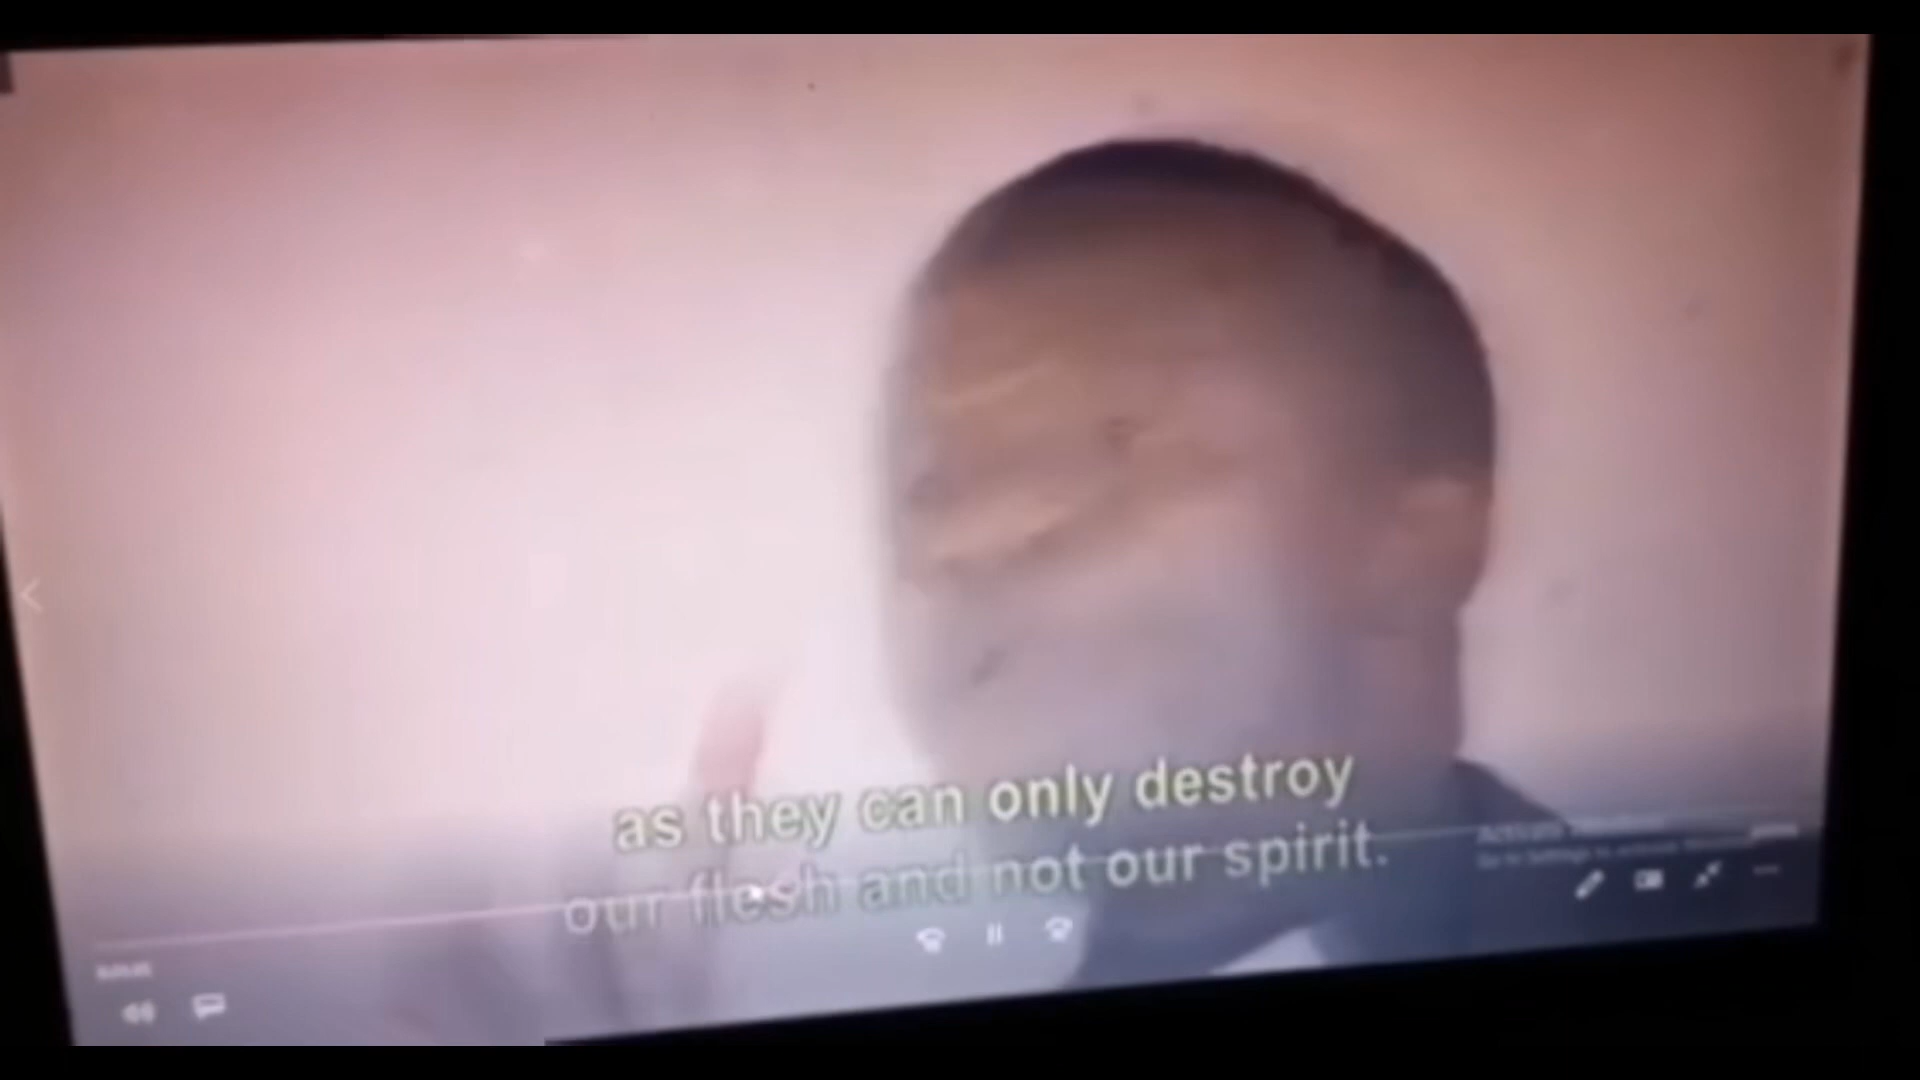 as they can only destroy
our flesh and not our spirit.